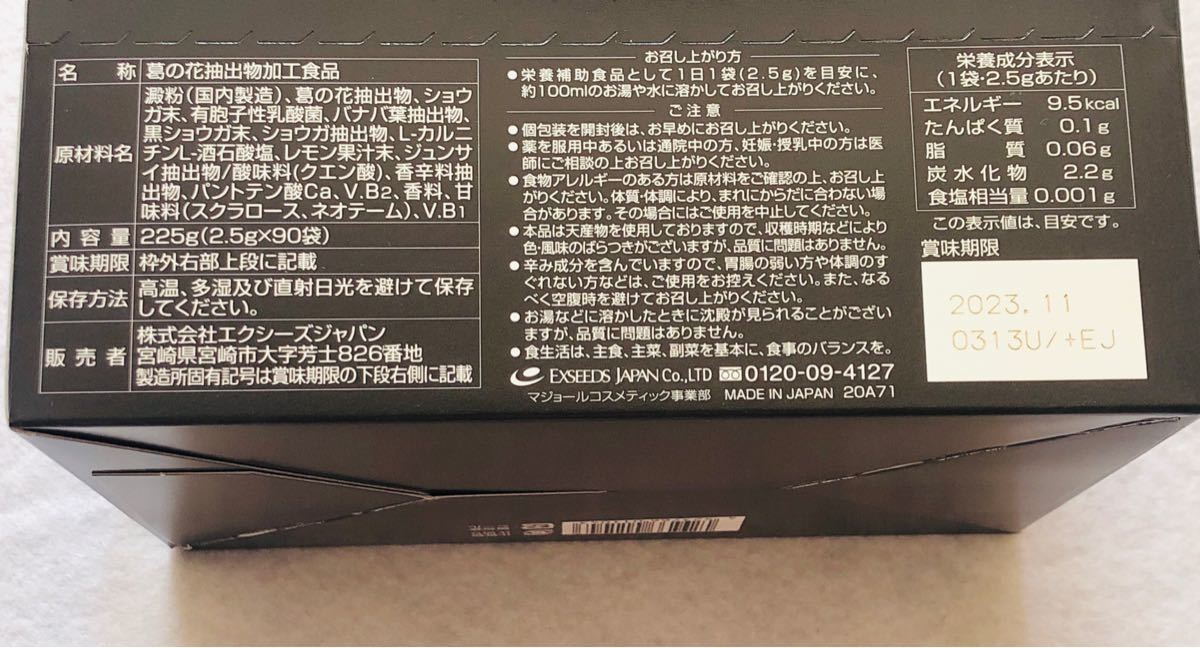 名 称 葛の花抽出物加工食品
原材料名 澱粉(国内製造)、葛の花抽出物、ショウ
ガ末、有胞子性乳酸菌、バナバ葉抽出物、
黒ショウガ末、ショウガ抽出物、L-カルニ
チンL-酒石酸塩、レモン果汁末、ジュンサ
イ抽出物/酸味料(クエン酸)、香辛料抽
出物、パントテン酸Ca、V.B2、香料、甘
味料(スクラロース、ネオテーム)、V.B1
内容量 225g(2.5g×90袋)
賞味期限 枠外右部上段に記載
保存方法 高温、多湿及び直射日光を避けて保存
してください。
販売者 株式会社エクシーズジャパン
宮崎県宮崎市大字芳士826番地
製造所固有記号は賞味期限の下段右側に記載
お召し上がり方
●栄養補助食品として1日1袋(2.5g)を目安に、
約100mlのお湯や水に溶かしてお召し上がりください。
ご注意
●個包装を開封後は、お早めにお召し上がりください。
●薬を服用中あるいは通院中の方、妊娠・授乳中の方は医
師にご相談の上お召し上がりください。
●食物アレルギーのある方は原材料をご確認の上、お召し上
がりください。体質・体調により、まれにからだに合わない場
合があります。その場合にはご使用を中止してください。
●本品は天産物を使用しておりますので、収穫時期などにより
色・風味のばらつきがございますが、品質に問題はありません。
●辛み成分を含んでいますので、胃腸の弱い方や体調のす
ぐれない方などは、ご使用をお控えください。また、なる
べく空腹時を避けてお召し上がりください。
●お湯などに溶かしたときに沈殿が見られることがござい
ますが、品質に問題はありません。
●食生活は、主食、主菜、副菜を基本に、食事のバランスを。
EXSEEDS JAPAN Co.,LTD 0120-09-4127
マジョールコスメティック事業部 MADE IN JAPAN 20A71
栄養成分表示
(1袋・2.5gあたり)
エネルギー 9.5kcal
たんぱく質 0.1g
脂質 0.06g
炭水化物 2.2g
食塩相当量 0.001g
この表示値は、目安です。
賞味期限
2023.11
0313U/+EJ